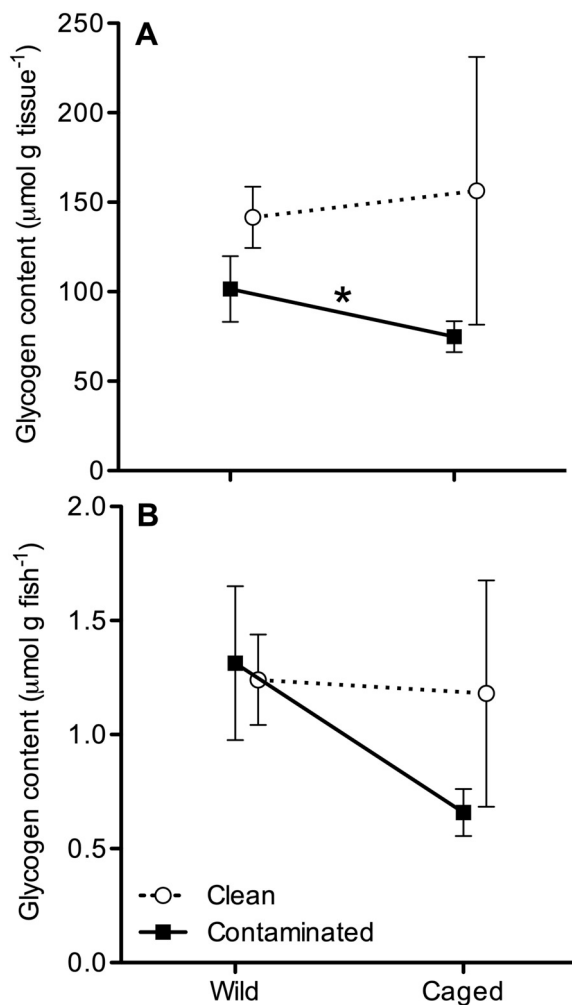 A
250
200
150
100
50
0
Glycogen content (μmol g tissue⁻¹)
*
B
2.0
1.5
1.0
0.5
0.0
Glycogen content (μmol g fish⁻¹)
Clean
Contaminated
Wild Caged